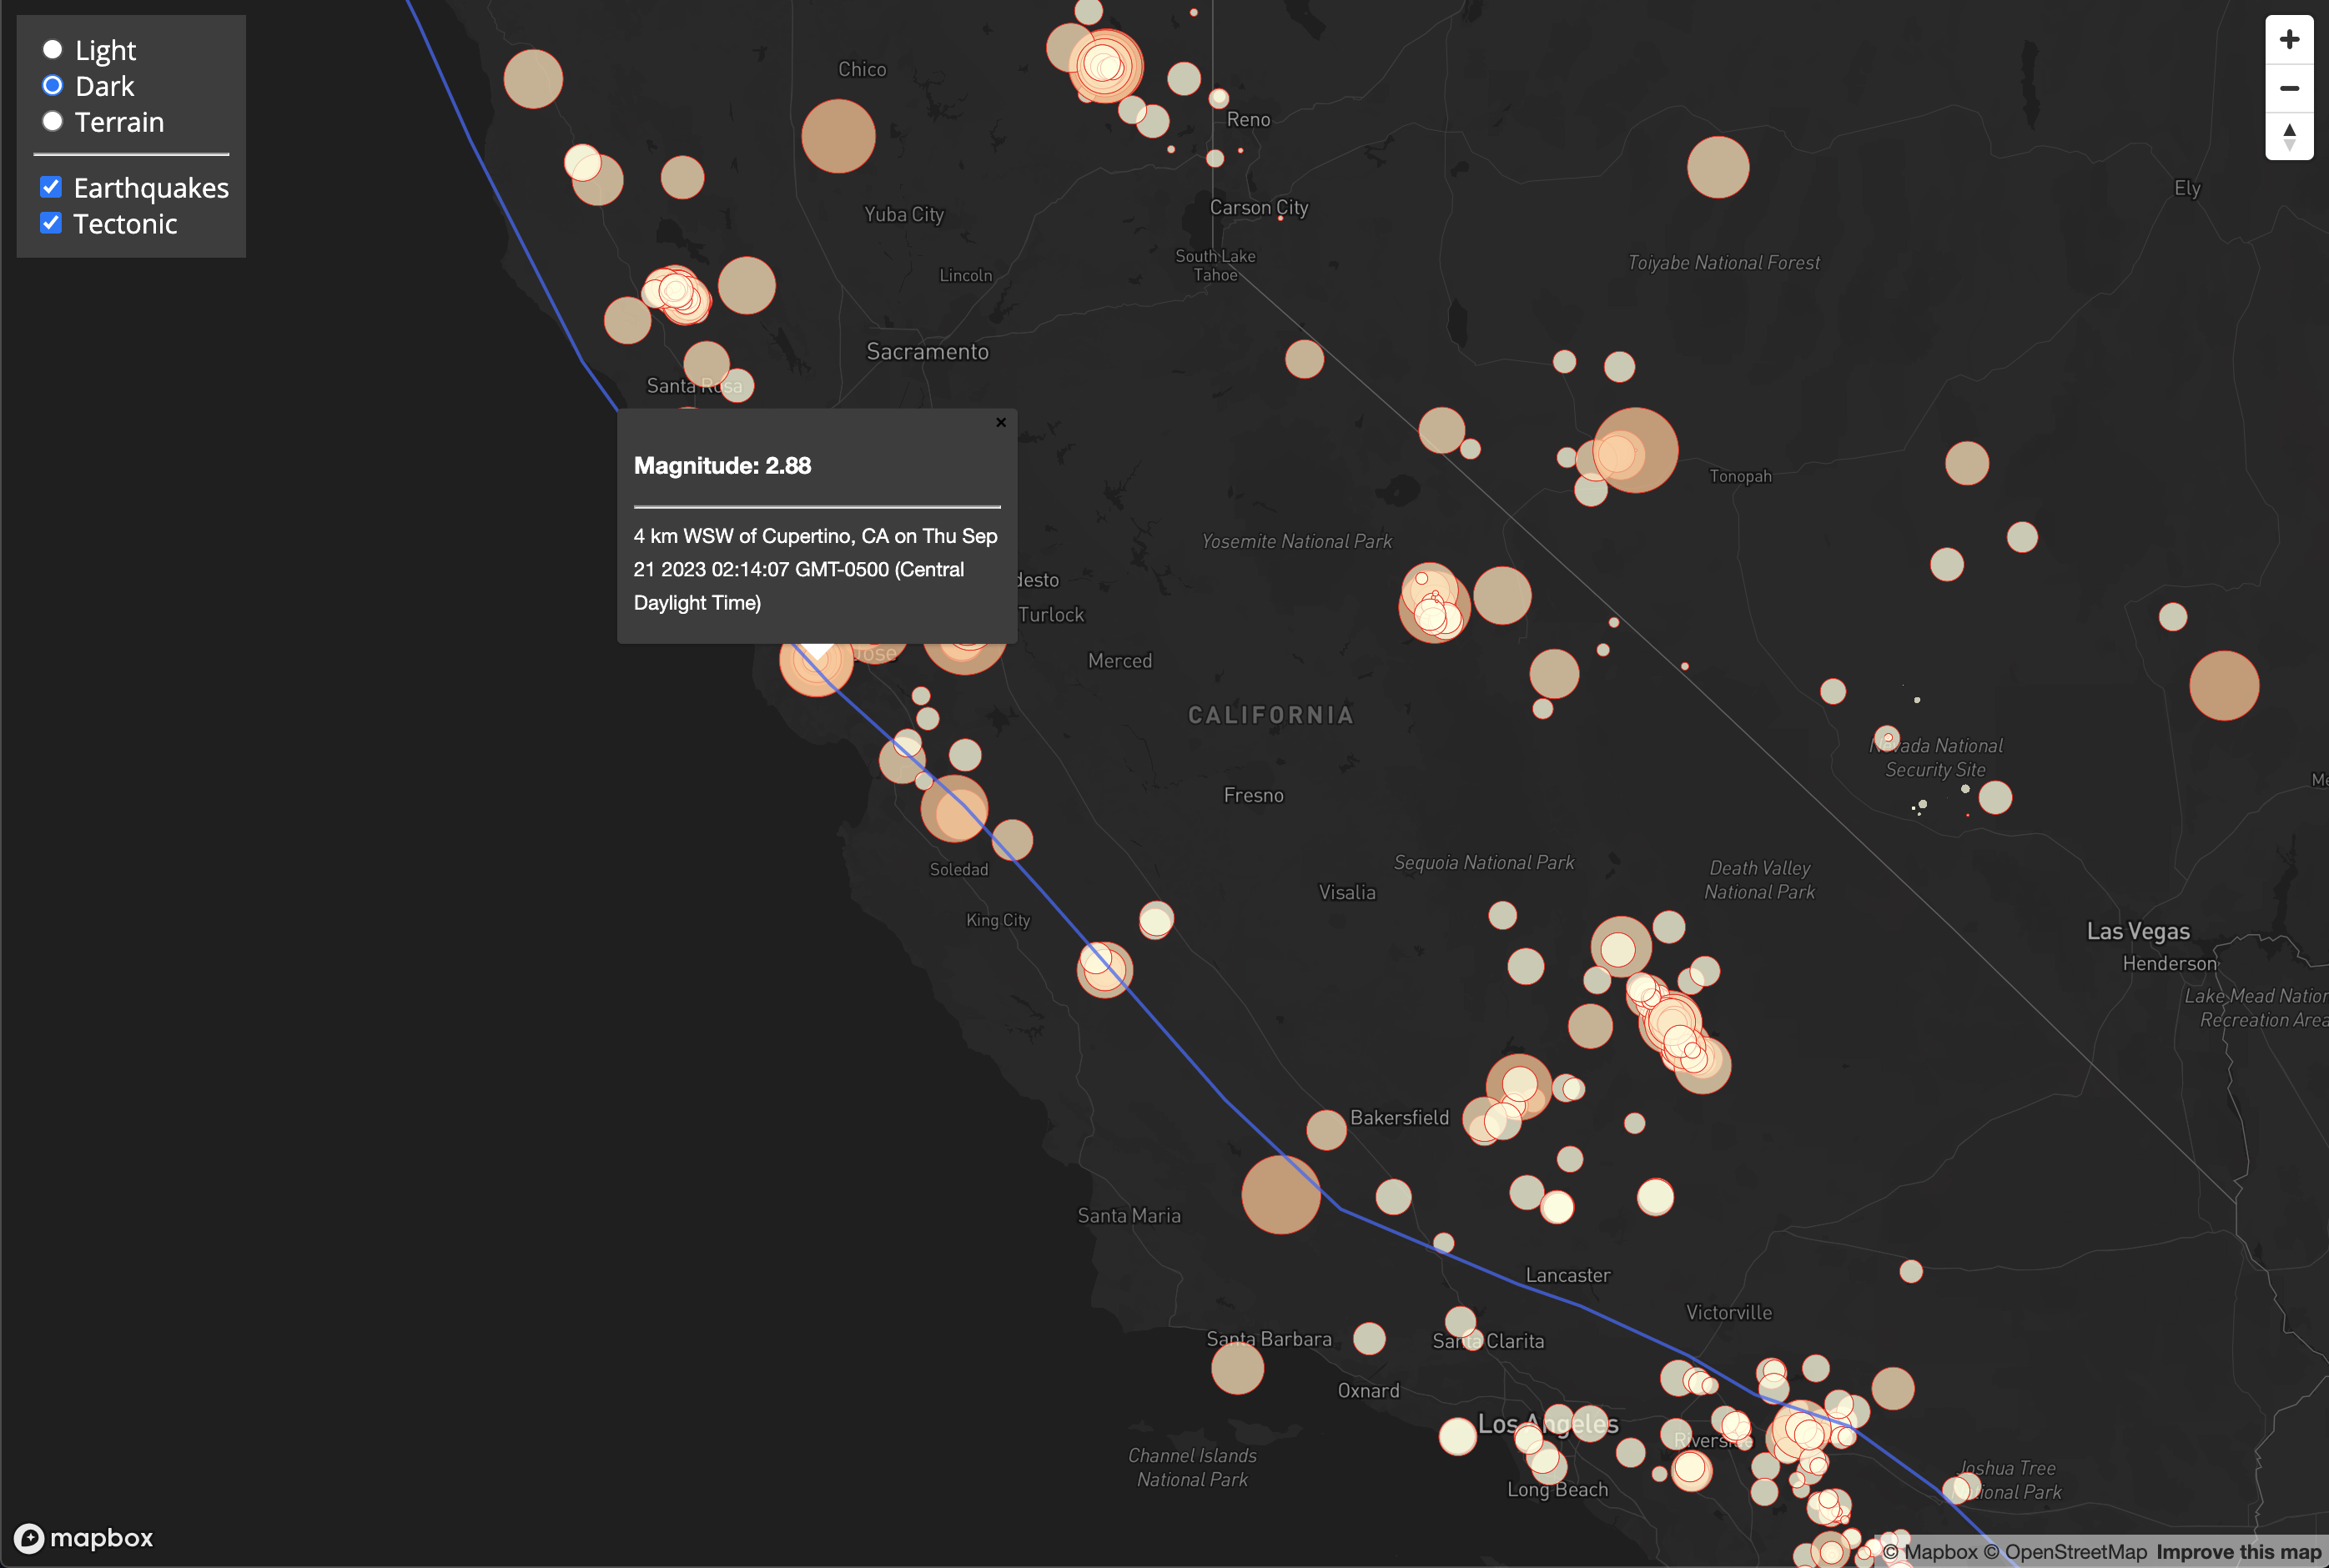 Light
Dark
Terrain
Earthquakes
Tectonic
Chico
Reno
Ely
Carson City
Yuba City
South Lake
Tahoe
Toiyabe National Forest
Lincoln
Sacramento
Santa Rosa
×
Magnitude: 2.88
4 km WSW of Cupertino, CA on Thu Sep
21 2023 02:14:07 GMT-0500 (Central
Daylight Time)
Tonopah
Yosemite National Park
desto
Turlock
ose
Merced
CALIFORNIA
Nevada National
Security Site
Me
Fresno
Soledad
Sequoia National Park
Death Valley
National Park
Visalia
King City
Las Vegas
Henderson
Lake Mead Nation
Recreation Area
Bakersfield
Santa Maria
Lancaster
Victorville
Santa Barbara
Santa Clarita
Oxnard
Los Angeles
Riverside
Channel Islands
National Park
Long Beach
Joshua Tree
National Park
mapbox
© Mapbox © OpenStreetMap Improve this map